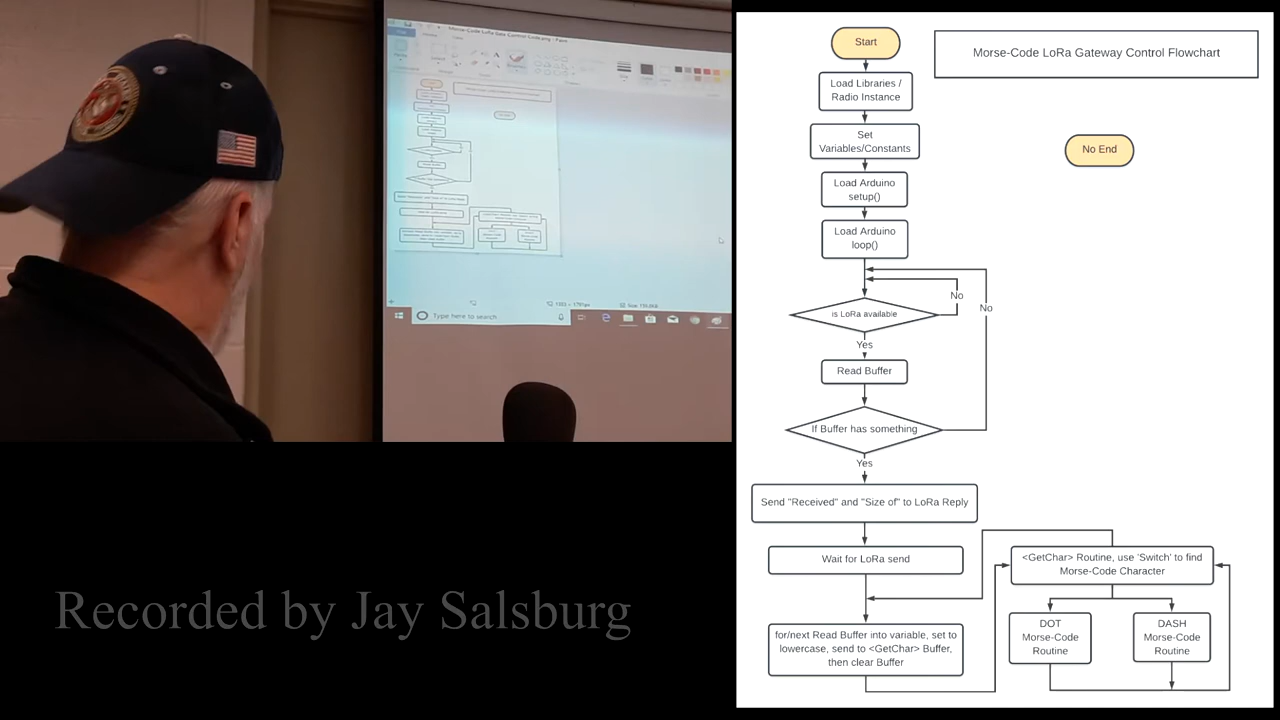 Morse-Code LoRa Gateway Control Flowchart
Start
Load Libraries /
Radio Instance
Set
Variables/Constants
No End
Load Arduino
setup()
Load Arduino
loop()
No
No
is LoRa available
Yes
Read Buffer
If Buffer has something
Yes
Send "Received" and "Size of" to LoRa Reply
Wait for LoRa send
<GetChar> Routine, use 'Switch' to find
Morse-Code Character
DOT
Morse-Code
Routine
DASH
Morse-Code
Routine
for/next Read Buffer into variable, set to
lowercase, send to <GetChar> Buffer,
then clear Buffer
Type here to search
Recorded by Jay Salsburg